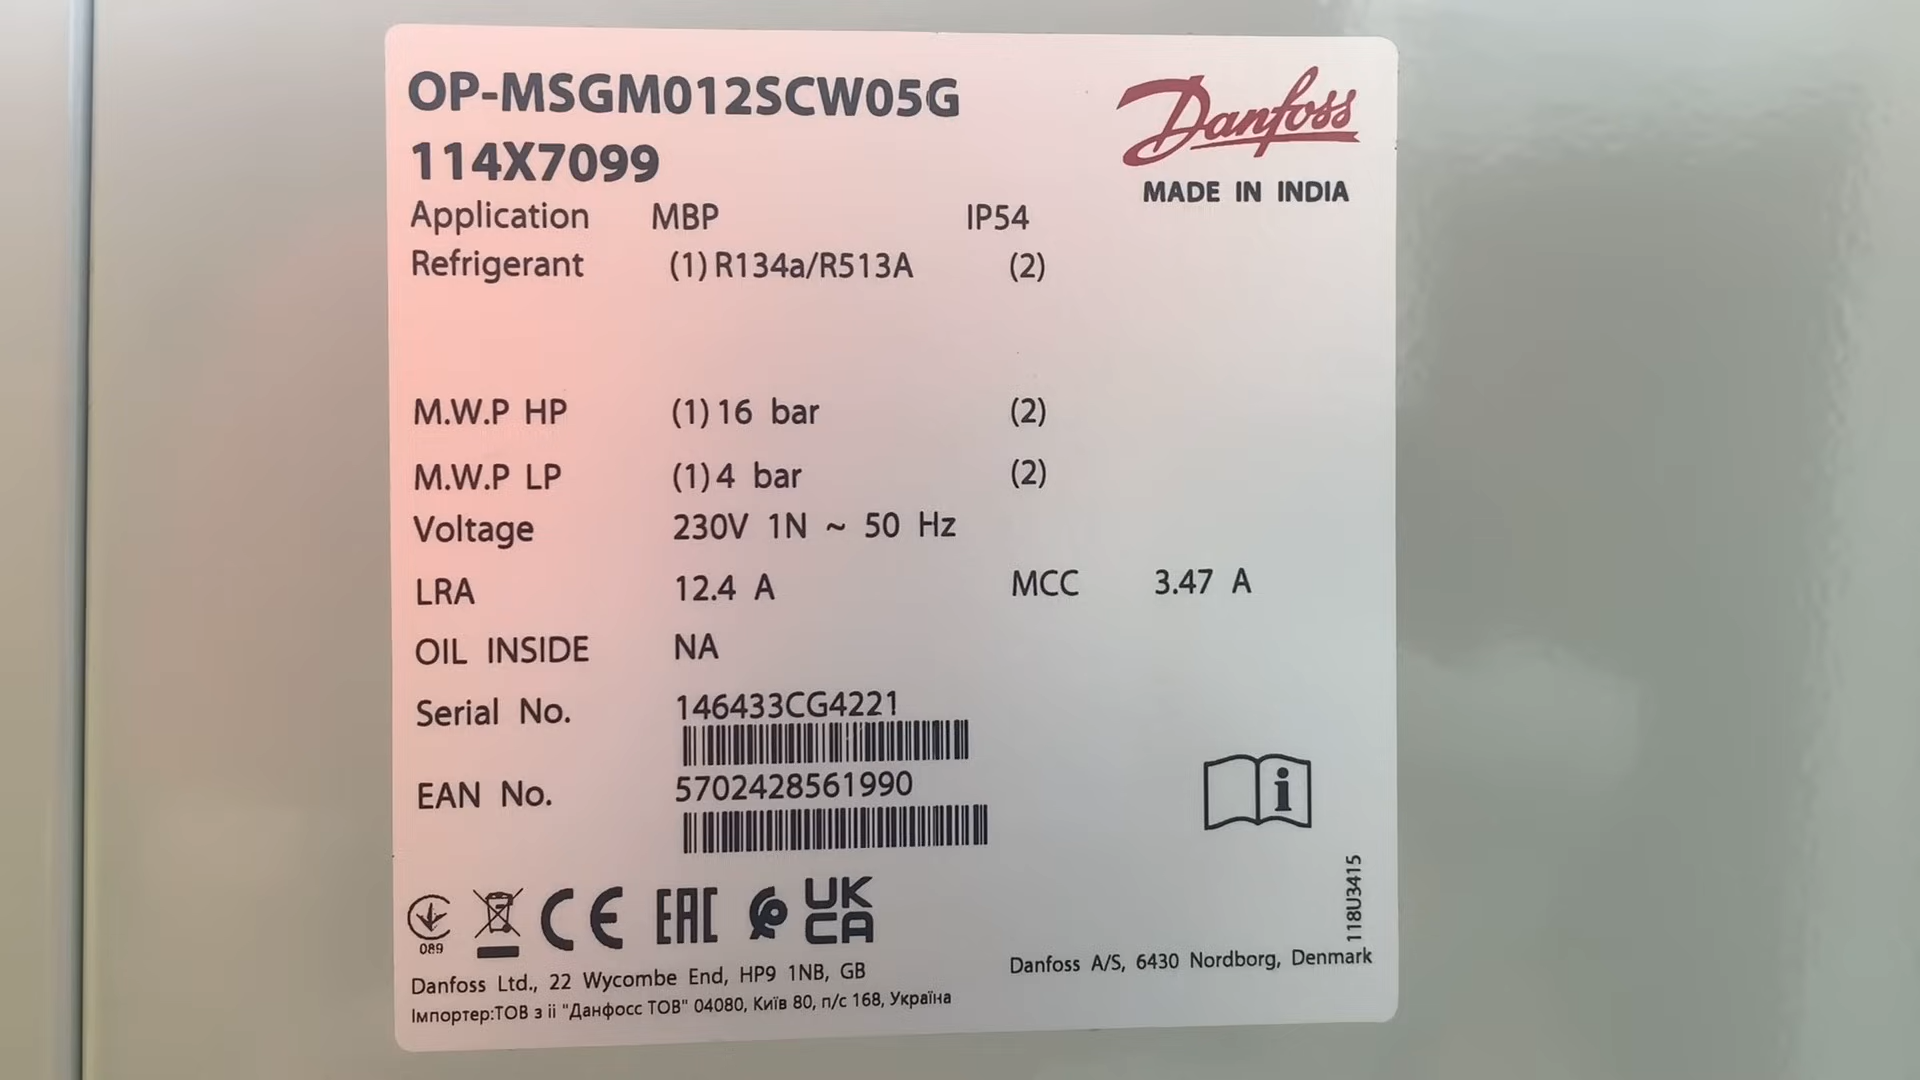 OP-MSGM012SCW05G
114X7099
Danfoss
MADE IN INDIA
Application MBP IP54
Refrigerant (1) R134a/R513A (2)
M.W.P HP (1) 16 bar (2)
M.W.P LP (1) 4 bar (2)
Voltage 230V 1N ~ 50 Hz
LRA 12.4 A MCC 3.47 A
OIL INSIDE NA
Serial No. 146433CG4221
EAN No. 5702428561990
i
118U3415
089 CE EAC UK CA
Danfoss Ltd., 22 Wycombe End, HP9 1NB, GB
Danfoss A/S, 6430 Nordborg, Denmark
Імпортер:ТОВ з іі "Данфосс ТОВ" 04080, Київ 80, п/с 168, Україна